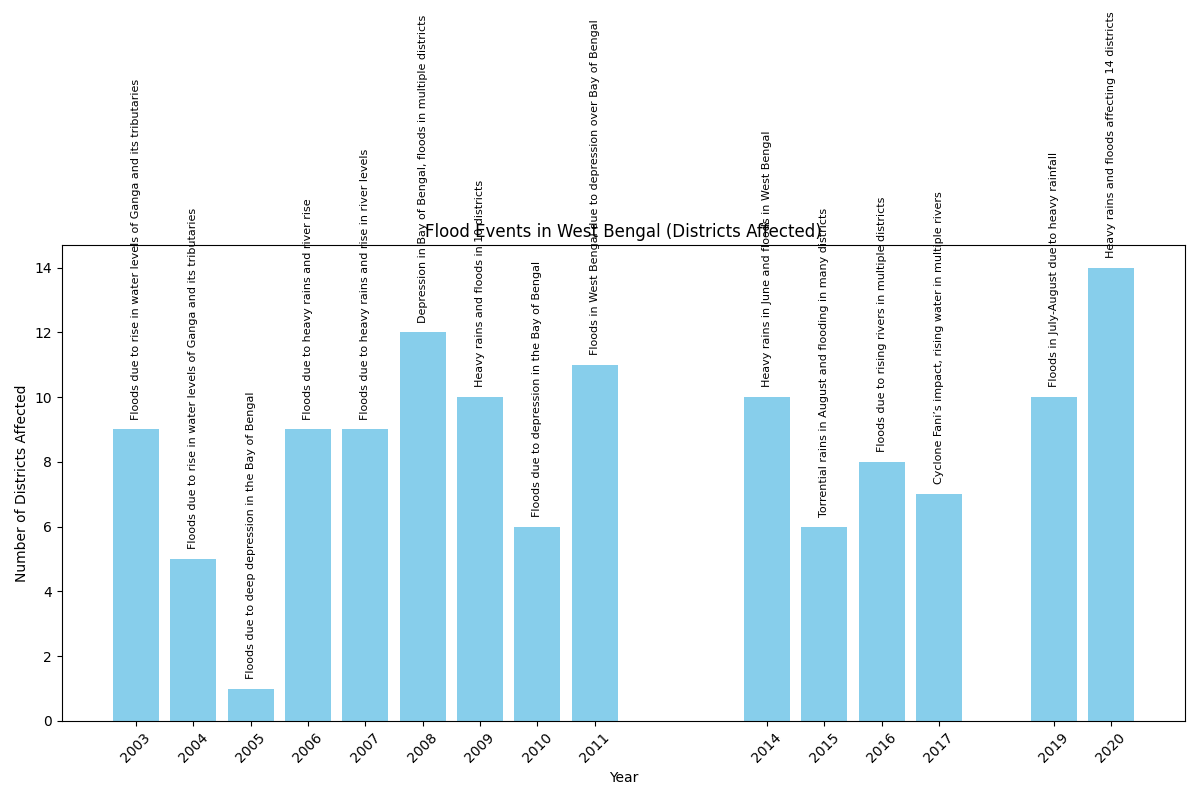 Floods due to rise in water levels of Ganga and its tributaries
Floods due to rise in water levels of Ganga and its tributaries
Floods due to deep depression in the Bay of Bengal
Floods due to heavy rains and river rise
Floods due to heavy rains and rise in river levels
Depression in Bay of Bengal, floods in multiple districts
Heavy rains and floods in 10 districts
Floods due to depression in the Bay of Bengal
Floods in West Bengal due to depression over Bay of Bengal
Heavy rains in June and floods in West Bengal
Torrential rains in August and flooding in many districts
Floods due to rising rivers in multiple districts
Cyclone Fani's impact, rising water in multiple rivers
Floods in July-August due to heavy rainfall
Heavy rains and floods affecting 14 districts
Flood Events in West Bengal (Districts Affected)
Number of Districts Affected
14
12
10
8
6
4
2
0
2003
2004
2005
2006
2007
2008
2009
2010
2011
2014
2015
2016
2017
2019
2020
Year